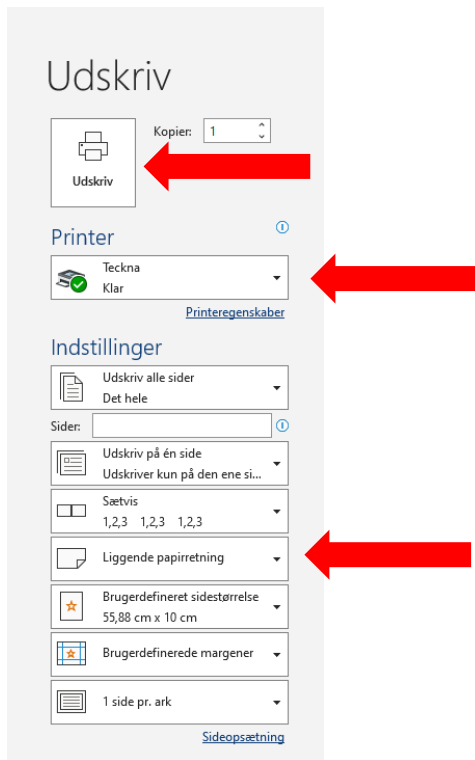 Udskriv
Kopier: 1
Udskriv
Printer
Teckna
Klar
Printeregenskaber
Indstillinger
Udskriv alle sider
Det hele
Sider:
Udskriv på én side
Udskriver kun på den ene si...
Sætvis
1,2,3 1,2,3 1,2,3
Liggende papirretning
Brugerdefineret sidestørrelse
55,88 cm x 10 cm
Brugerdefinerede margener
1 side pr. ark
Sideopsætning